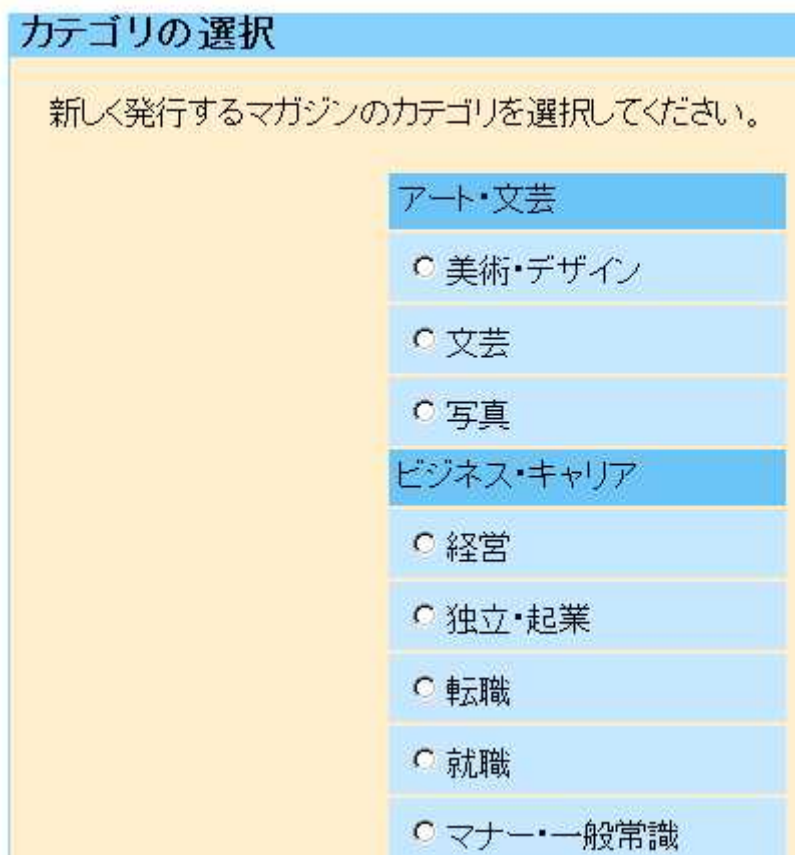 カテゴリの選択
新しく発行するマガジンのカテゴリを選択してください。
アート・文芸
美術・デザイン
文芸
写真
ビジネス・キャリア
経営
独立・起業
転職
就職
マナー・一般常識